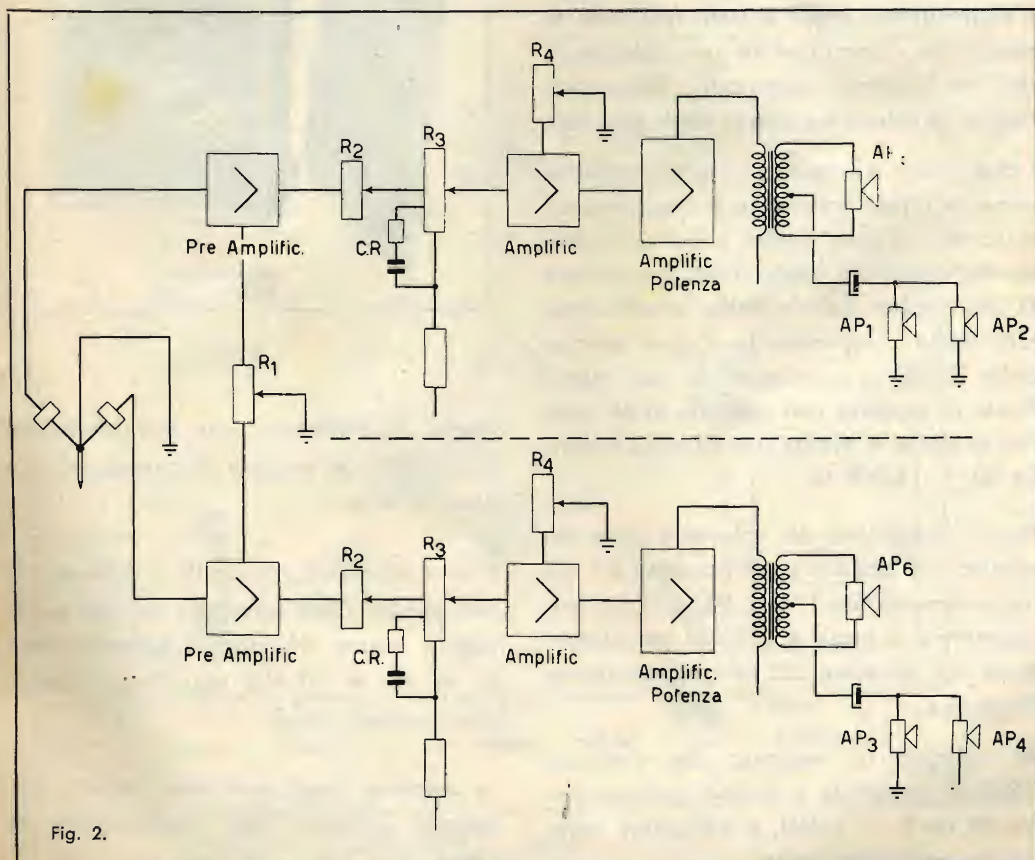 R4
R2
R3
Pre Amplific.
C.R
Amplific
Amplific
Potenza
AP1
AP2
R1
R4
R2
R3
AP6
Pre Amplific
C.R.
Amplific
Amplific.
Potenza
AP3
AP4
Fig. 2.